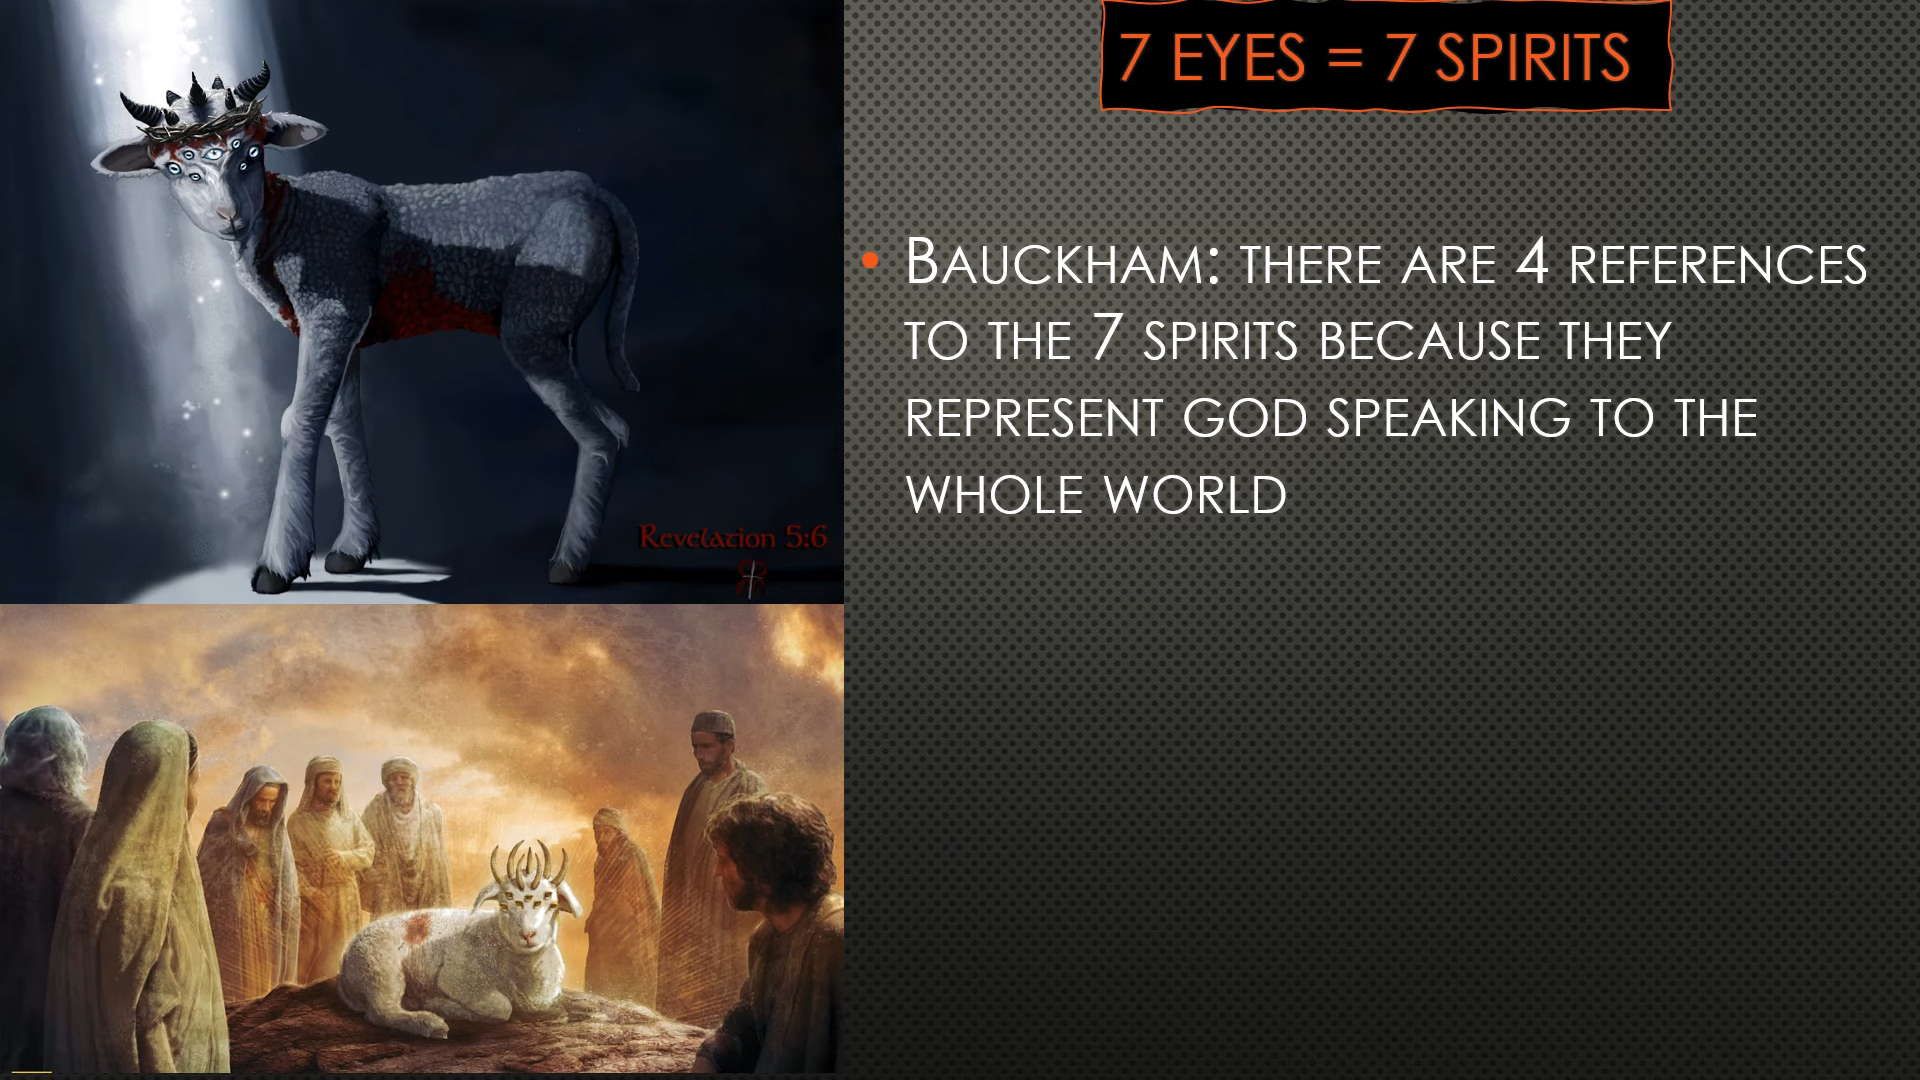 7 EYES = 7 SPIRITS
• BAUCKHAM: THERE ARE 4 REFERENCES
TO THE 7 SPIRITS BECAUSE THEY
REPRESENT GOD SPEAKING TO THE
WHOLE WORLD
Revelation 5:6